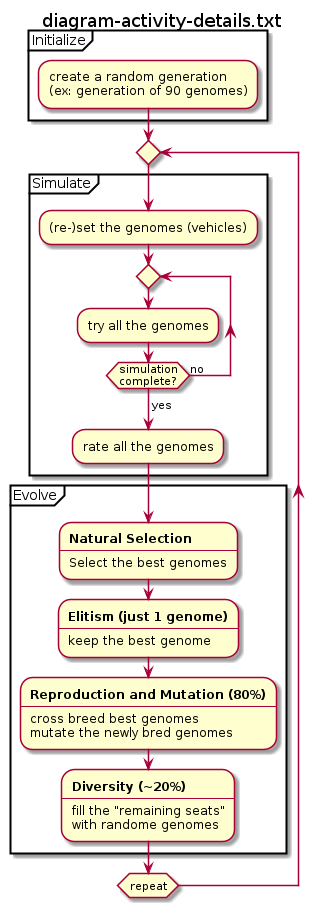 diagram-activity-details.txt
Initialize
create a random generation
(ex: generation of 90 genomes)
Simulate
(re-)set the genomes (vehicles)
try all the genomes
simulation
complete?
no
yes
rate all the genomes
Evolve
Natural Selection
Select the best genomes
Elitism (just 1 genome)
keep the best genome
Reproduction and Mutation (80%)
cross breed best genomes
mutate the newly bred genomes
Diversity (~20%)
fill the "remaining seats"
with randome genomes
repeat